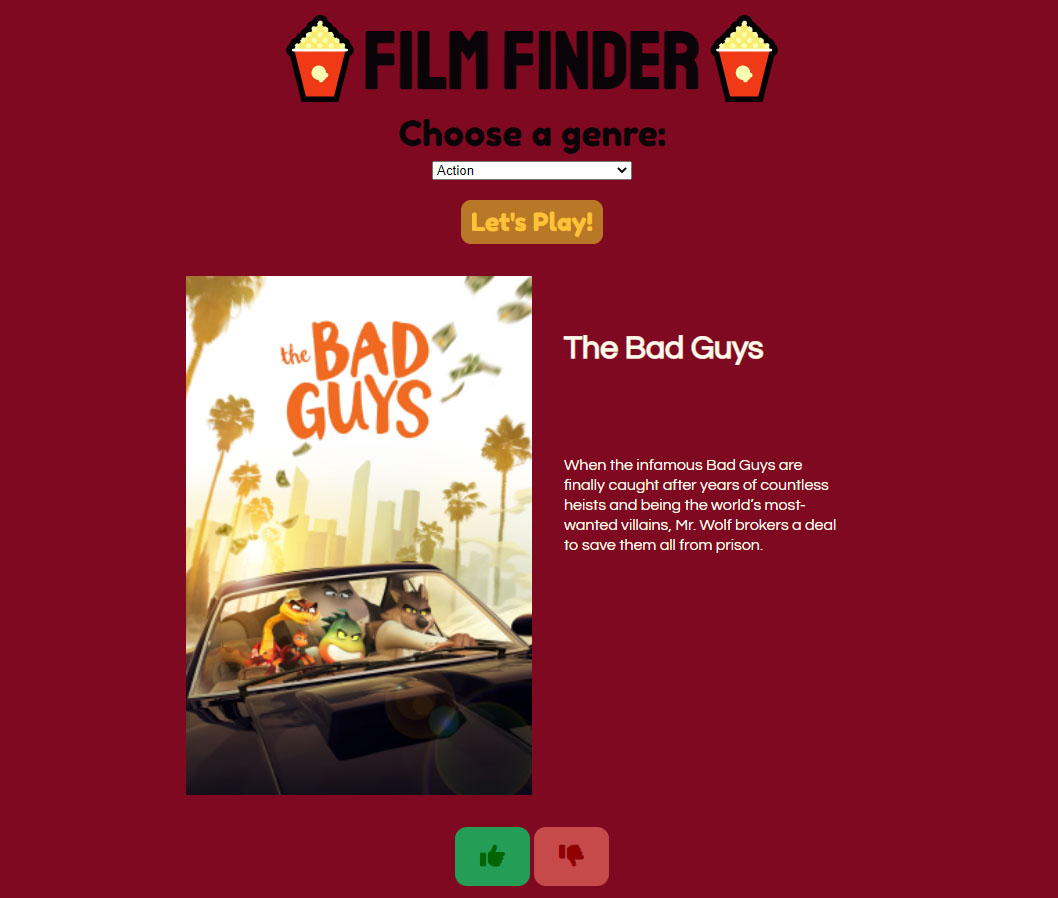 FILM FINDER
Choose a genre:
Action
Let's Play!
the BAD
GUYS
The Bad Guys
When the infamous Bad Guys are
finally caught after years of countless
heists and being the world’s most-
wanted villains, Mr. Wolf brokers a deal
to save them all from prison.